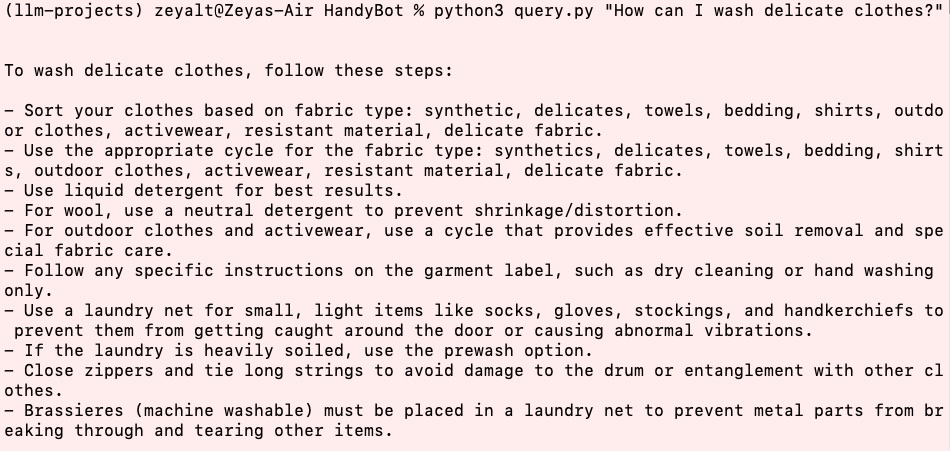 (llm-projects) zeyalt@Zeyas-Air HandyBot % python3 query.py "How can I wash delicate clothes?"
To wash delicate clothes, follow these steps:
– Sort your clothes based on fabric type: synthetic, delicates, towels, bedding, shirts, outdo
or clothes, activewear, resistant material, delicate fabric.
– Use the appropriate cycle for the fabric type: synthetics, delicates, towels, bedding, shirt
s, outdoor clothes, activewear, resistant material, delicate fabric.
– Use liquid detergent for best results.
– For wool, use a neutral detergent to prevent shrinkage/distortion.
– For outdoor clothes and activewear, use a cycle that provides effective soil removal and spe
cial fabric care.
– Follow any specific instructions on the garment label, such as dry cleaning or hand washing
only.
– Use a laundry net for small, light items like socks, gloves, stockings, and handkerchiefs to
 prevent them from getting caught around the door or causing abnormal vibrations.
– If the laundry is heavily soiled, use the prewash option.
– Close zippers and tie long strings to avoid damage to the drum or entanglement with other cl
othes.
– Brassieres (machine washable) must be placed in a laundry net to prevent metal parts from br
eaking through and tearing other items.